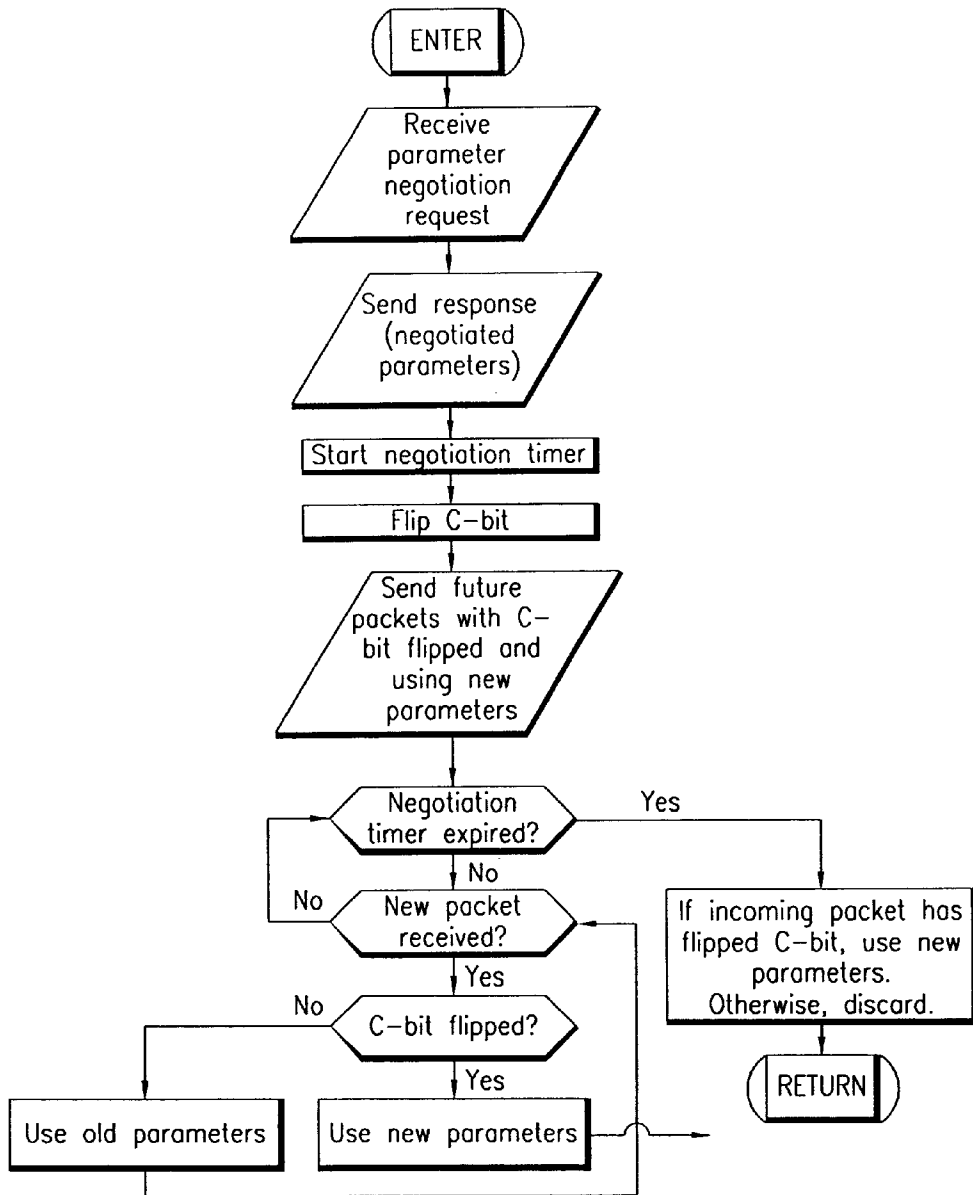 ENTER
Receive
parameter
negotiation
request
Send response
(negotiated
parameters)
Start negotiation timer
Flip C-bit
Send future
packets with C-
bit flipped and
using new
parameters
Negotiation
timer expired?
Yes
No
New packet
received?
No
Yes
If incoming packet has
flipped C-bit, use new
parameters.
Otherwise, discard.
C-bit flipped?
No
Yes
RETURN
Use old parameters
Use new parameters